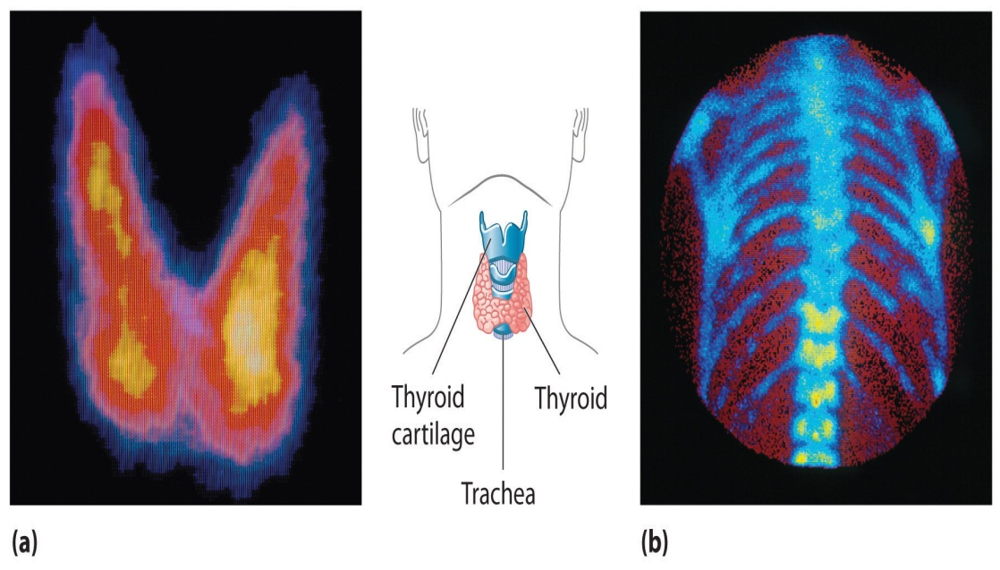 Thyroid
cartilage
Thyroid
Trachea
(a)
(b)